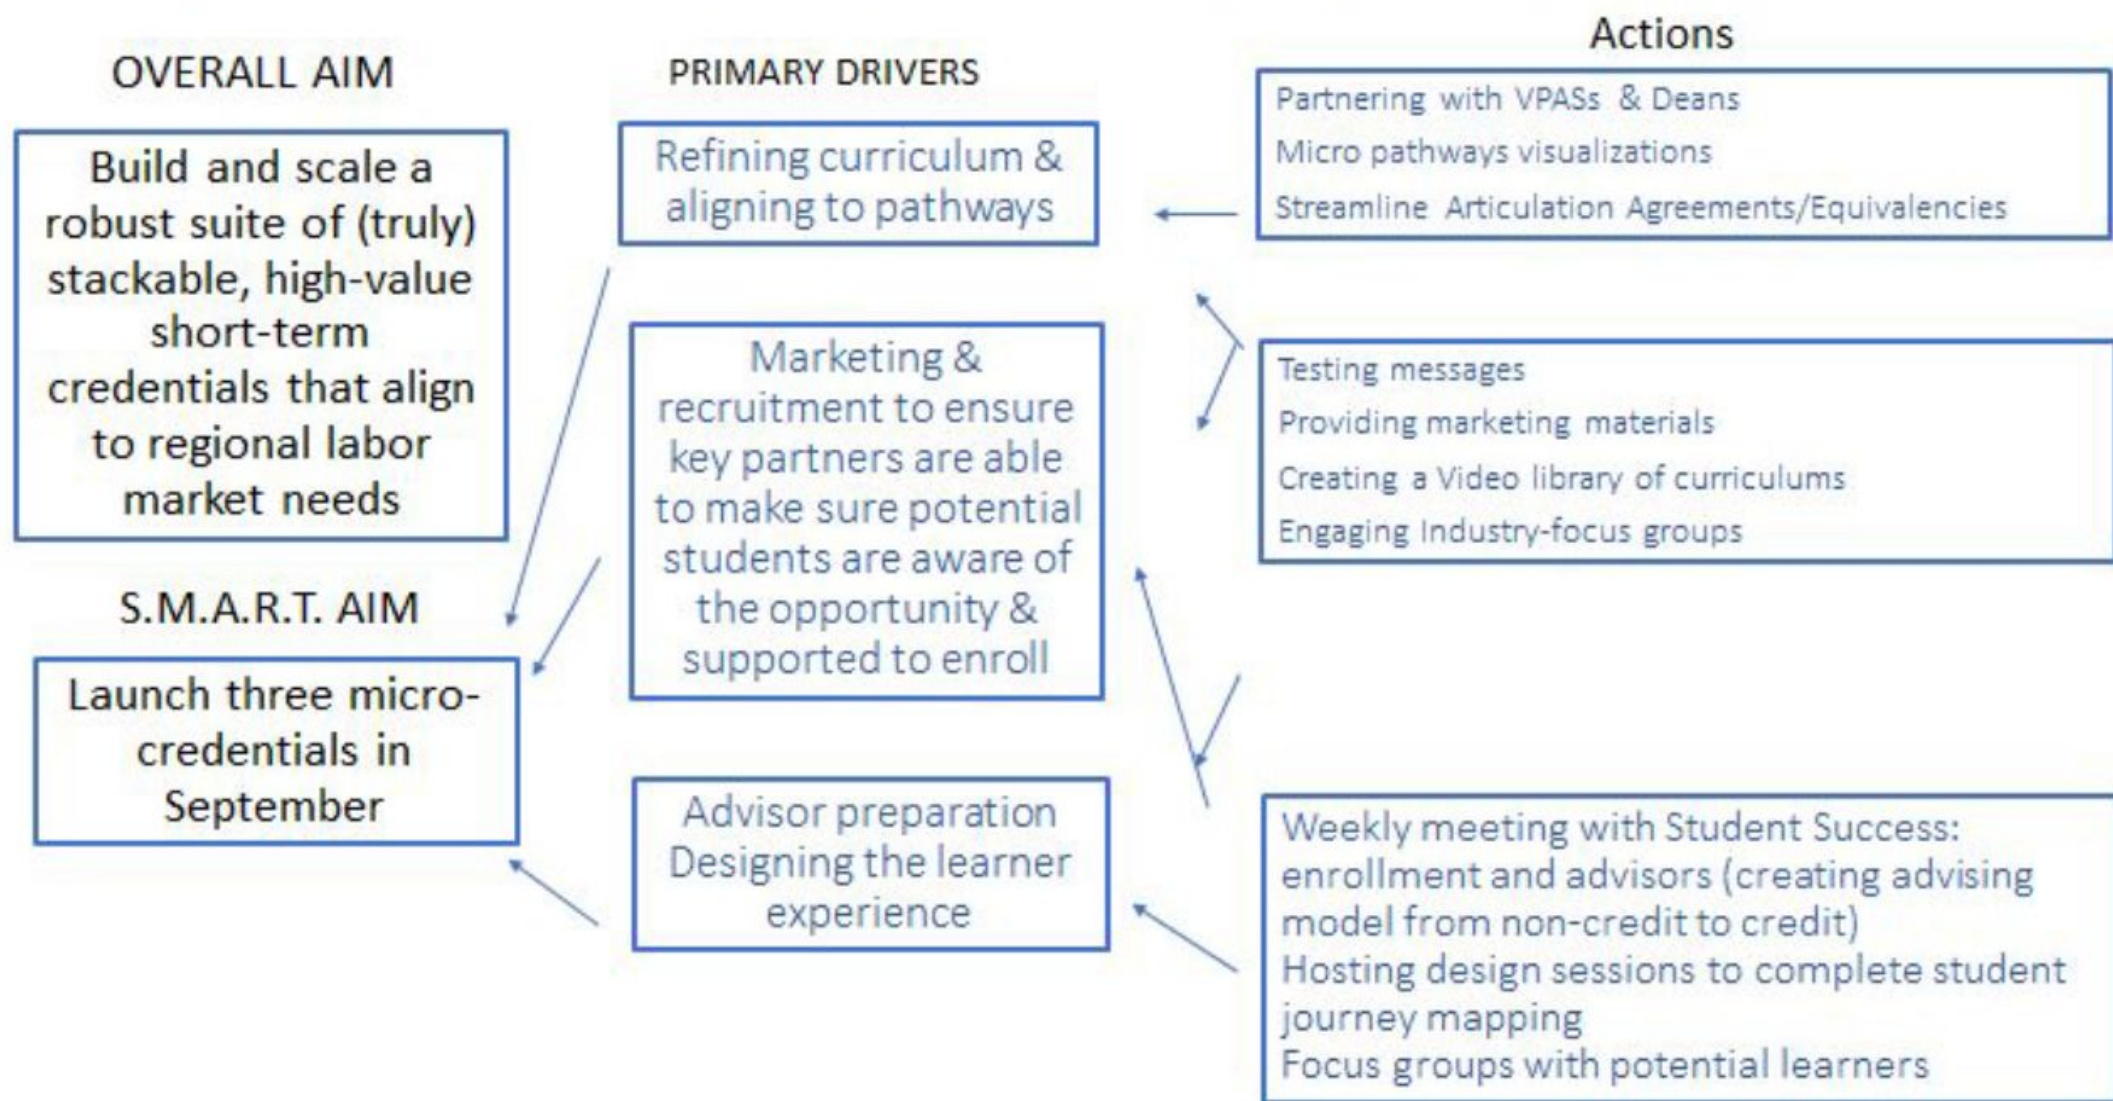 OVERALL AIM
Build and scale a
robust suite of (truly)
stackable, high-value
short-term
credentials that align
to regional labor
market needs
S.M.A.R.T. AIM
Launch three micro-
credentials in
September
PRIMARY DRIVERS
Refining curriculum &
aligning to pathways
Marketing &
recruitment to ensure
key partners are able
to make sure potential
students are aware of
the opportunity &
supported to enroll
Advisor preparation
Designing the learner
experience
Actions
Partnering with VPASs & Deans
Micro pathways visualizations
Streamline Articulation Agreements/Equivalencies
Testing messages
Providing marketing materials
Creating a Video library of curriculums
Engaging Industry-focus groups
Weekly meeting with Student Success:
enrollment and advisors (creating advising
model from non-credit to credit)
Hosting design sessions to complete student
journey mapping
Focus groups with potential learners